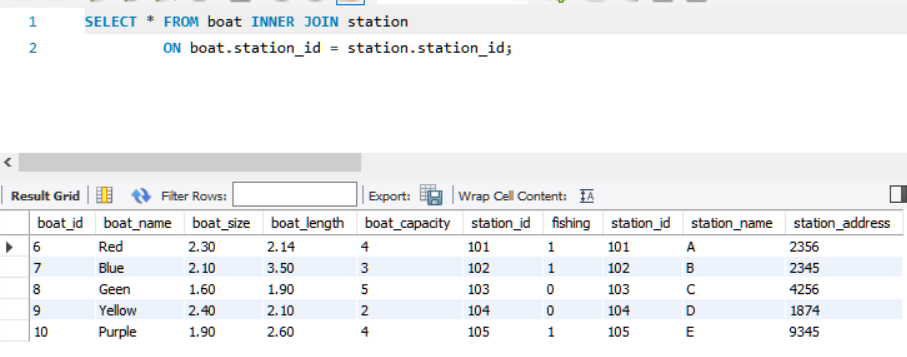 1 SELECT * FROM boat INNER JOIN station
2 ON boat.station_id = station.station_id;
Result Grid Filter Rows: Export: Wrap Cell Content: IA
boat_id boat_name boat_size boat_length boat_capacity station_id fishing station_id station_name station_address
6 Red 2.30 2.14 4 101 1 101 A 2356
7 Blue 2.10 3.50 3 102 1 102 B 2345
8 Geen 1.60 1.90 5 103 0 103 C 4256
9 Yellow 2.40 2.10 2 104 0 104 D 1874
10 Purple 1.90 2.60 4 105 1 105 E 9345